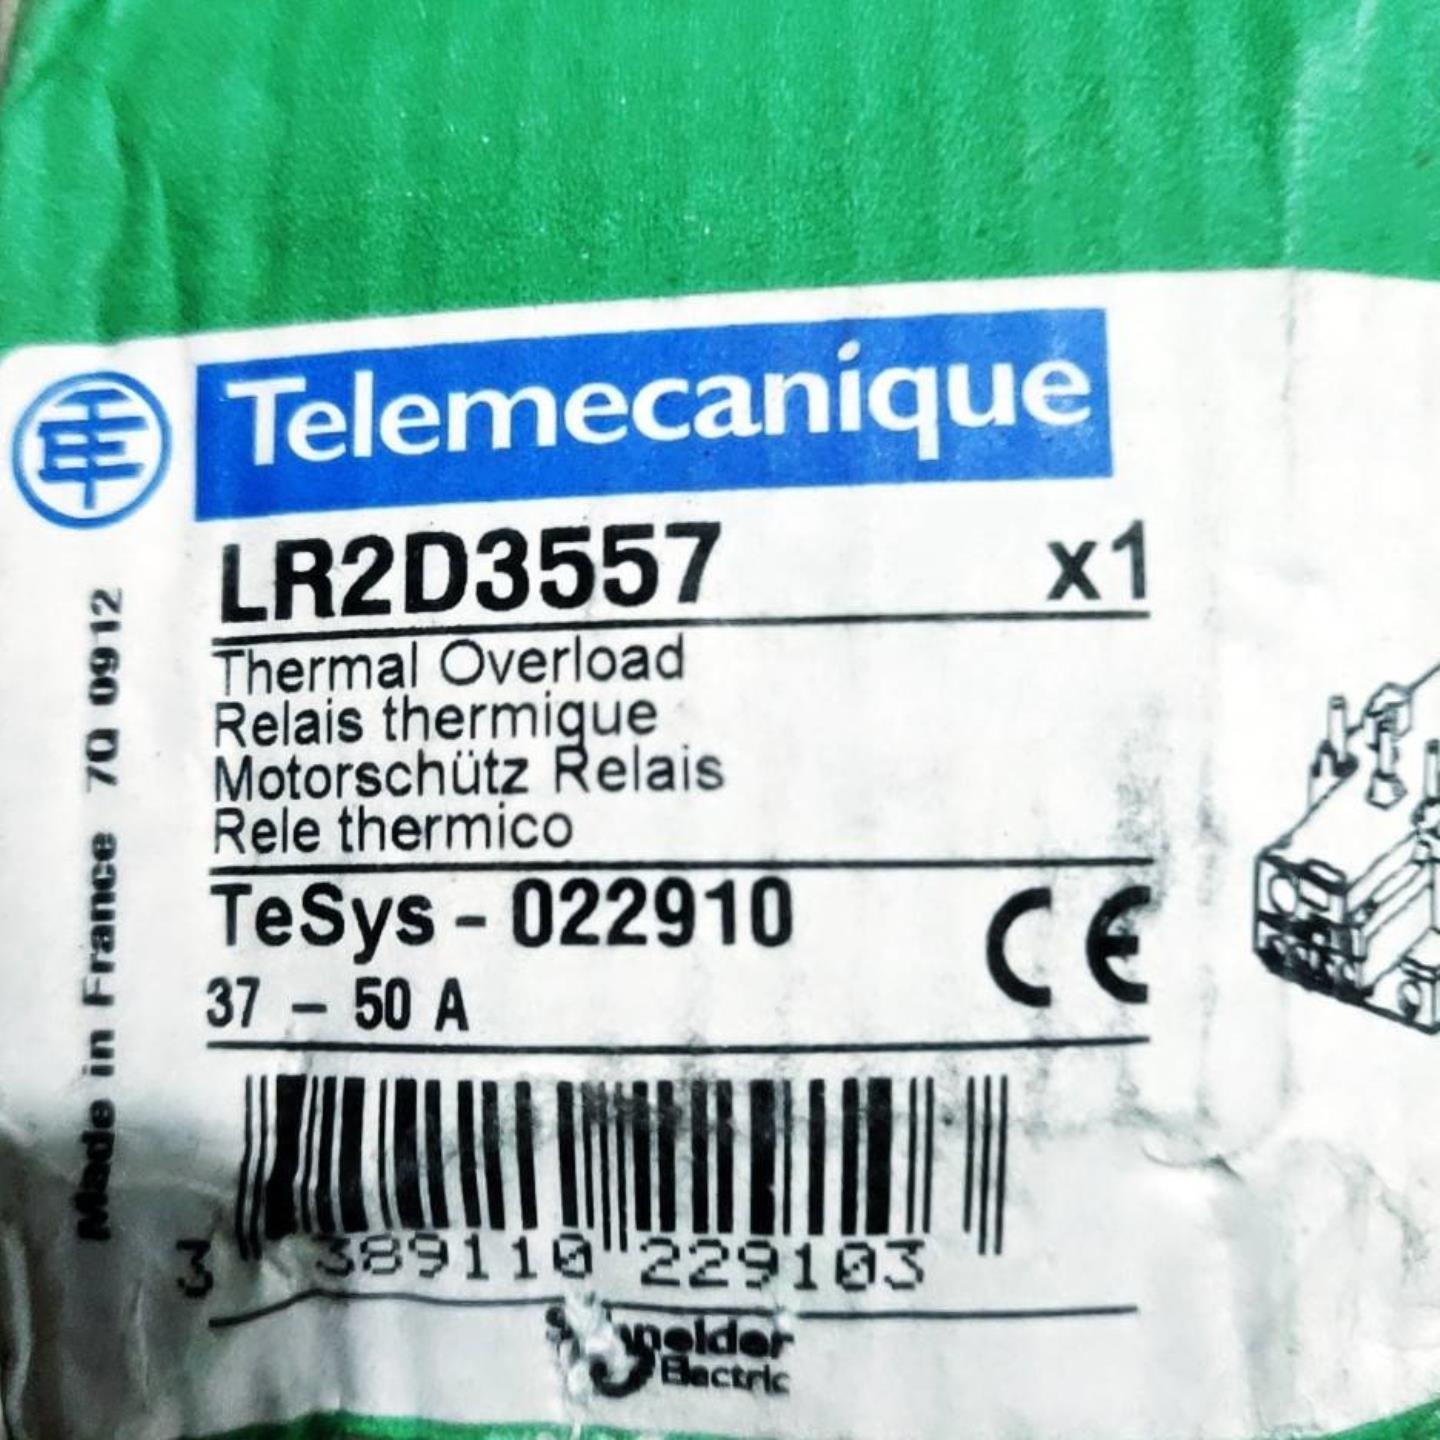 Telemecanique
LR2D3557 x1
Thermal Overload
Relais thermique
Motorschütz Relais
Rele thermico
TeSys - 022910
37 - 50 A
CE
3 389110 229103
Schneider
Electric
Made in France 7Q 0912